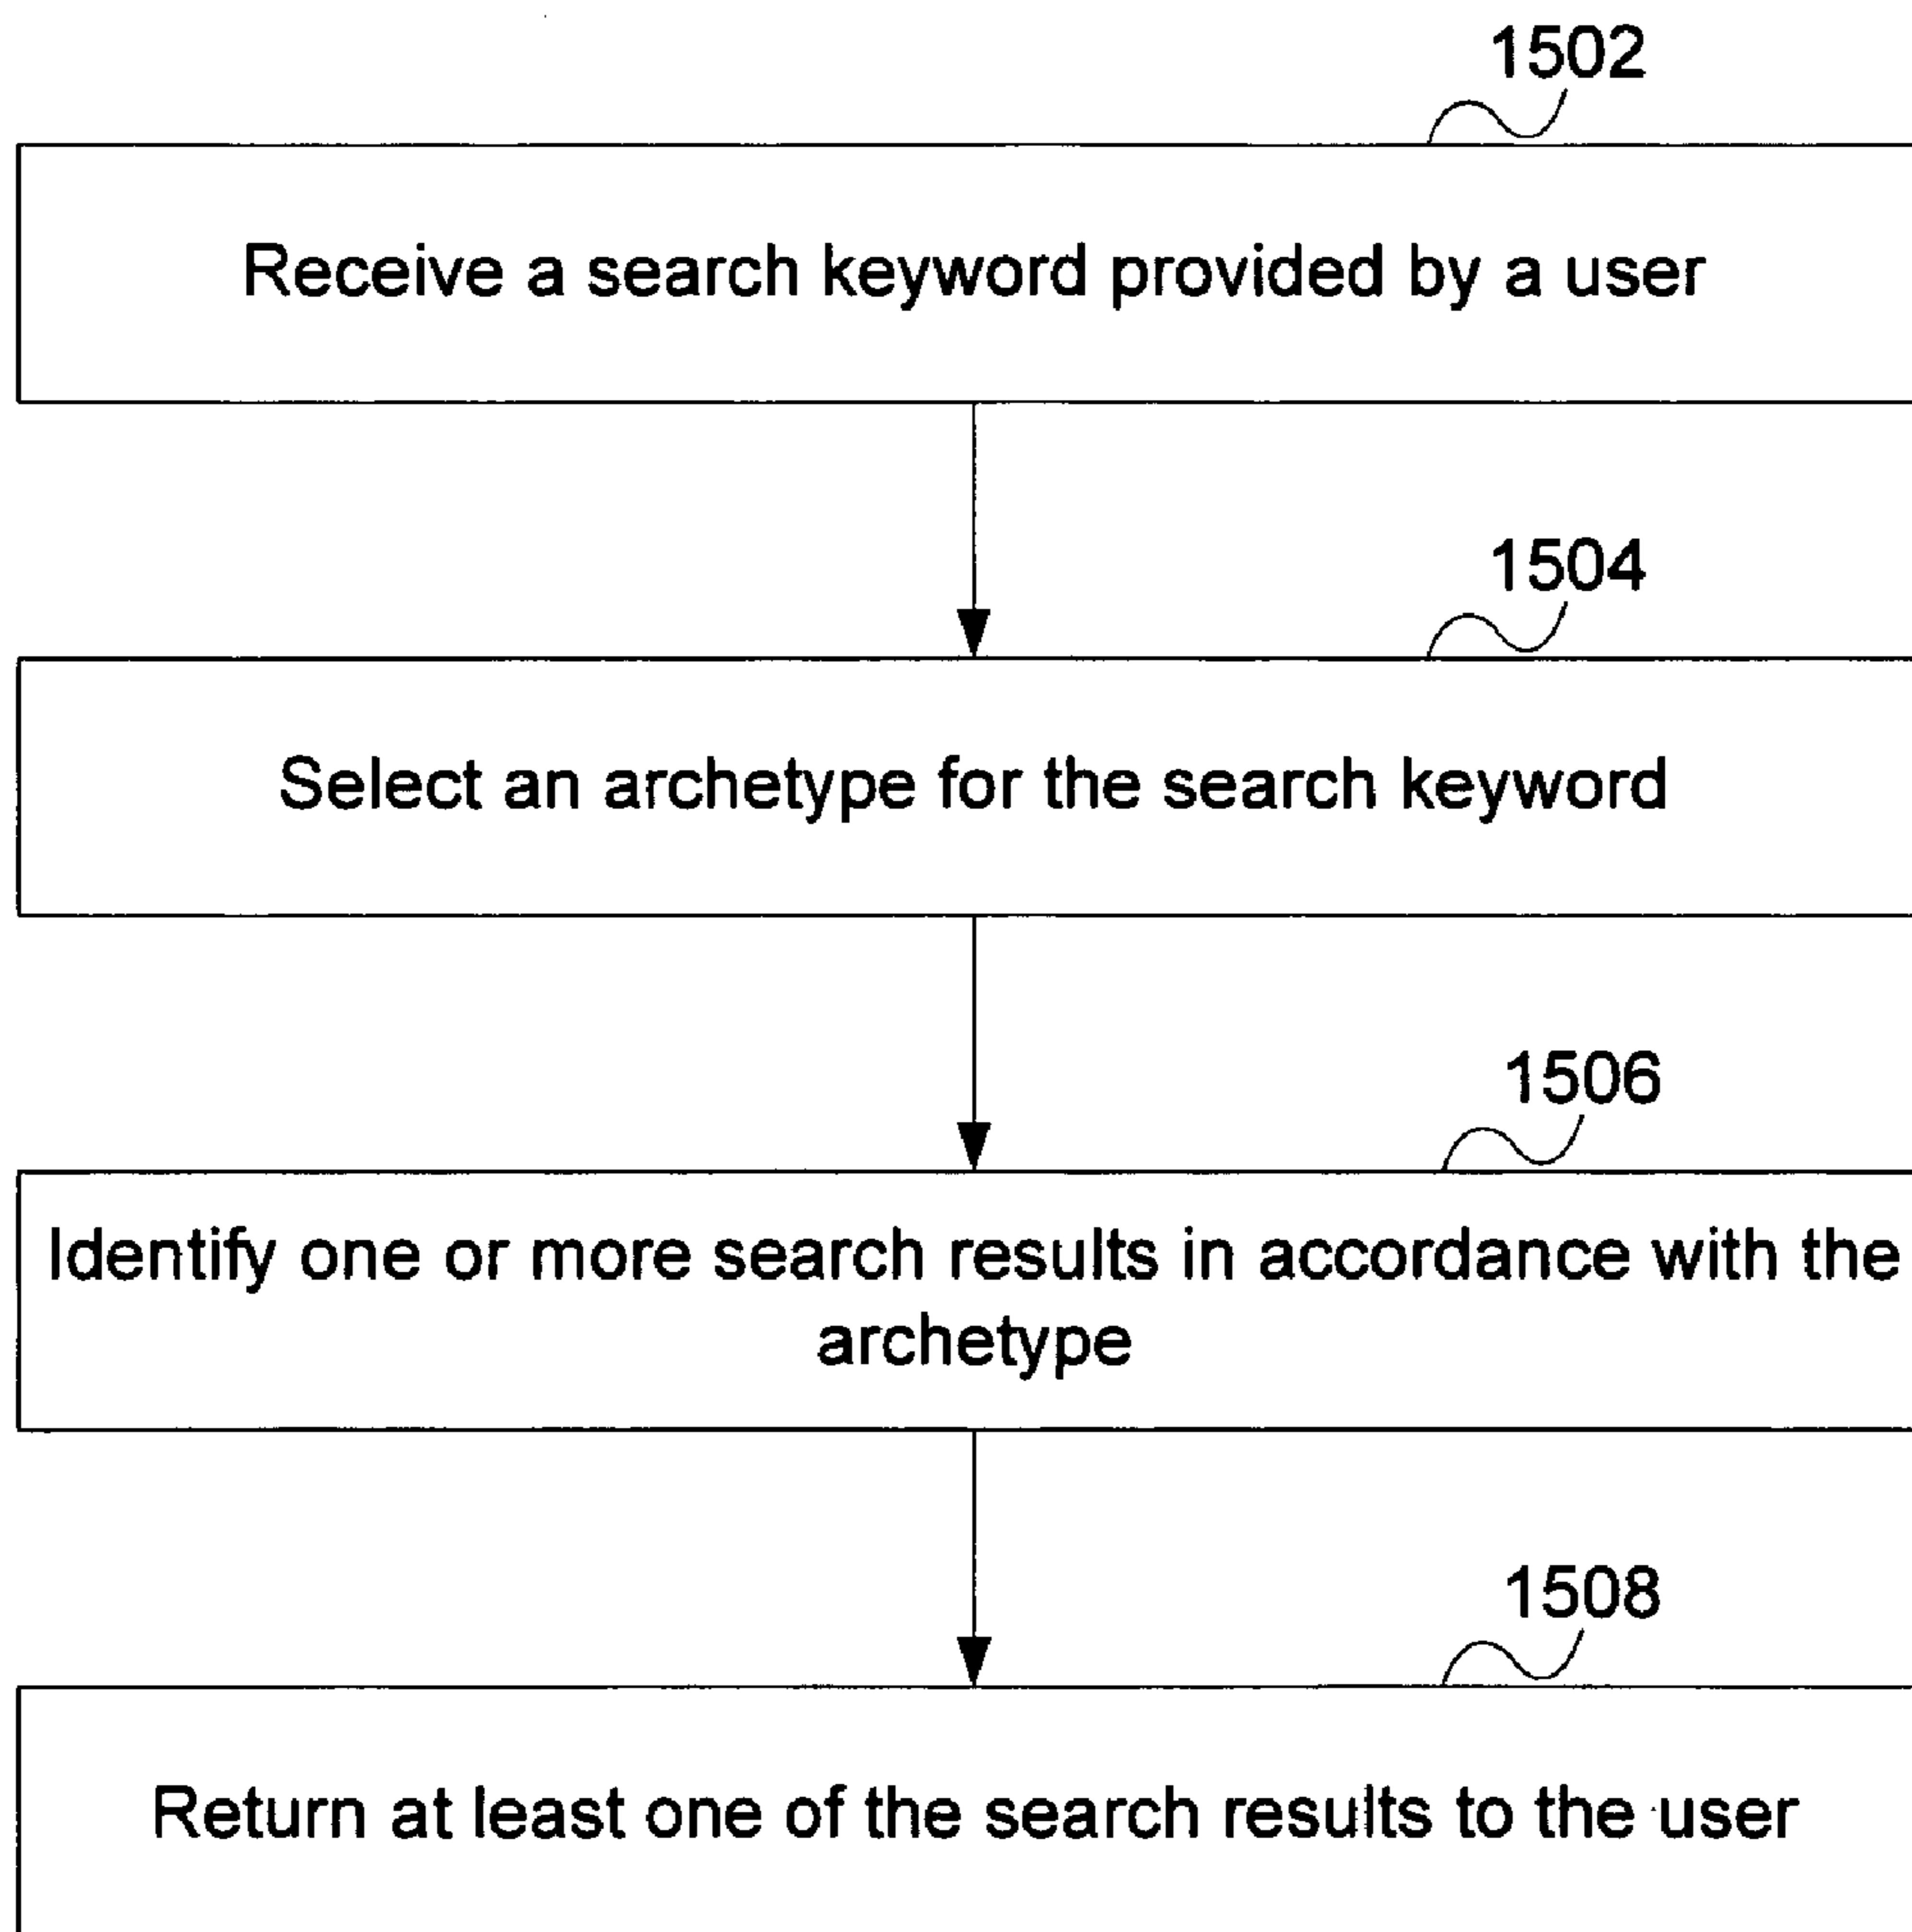 1502
Receive a search keyword provided by a user
1504
Select an archetype for the search keyword
1506
Identify one or more search results in accordance with the
archetype
1508
Return at least one of the search results to the user